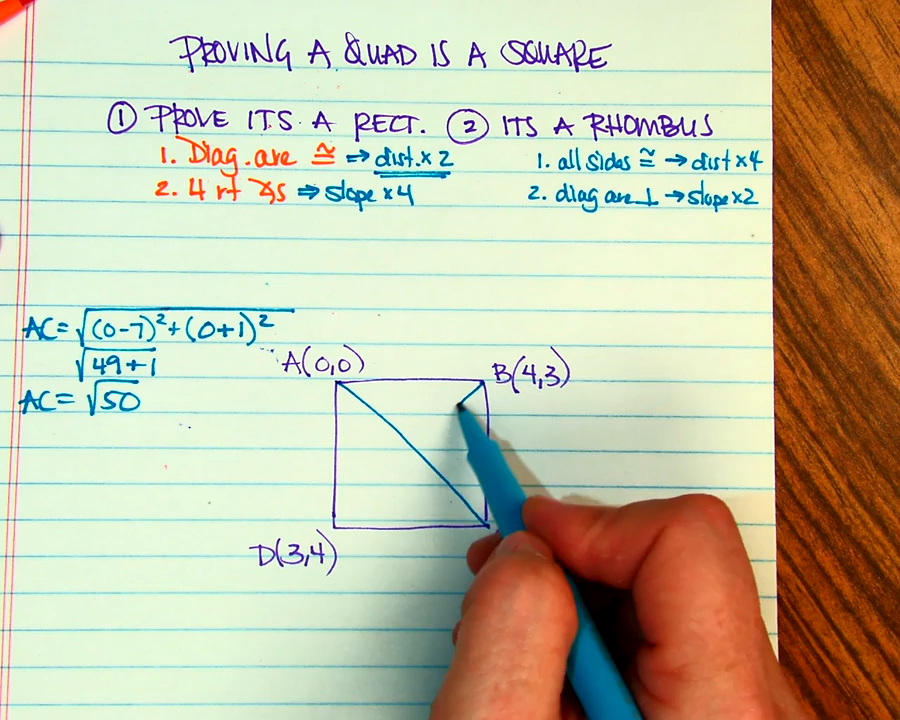 PROVING A QUAD IS A SQUARE
① PROVE ITS A RECT. ② ITS A RHOMBUS
1. Diag. are ≅ ⇒ dist. x 2
2. 4 rt ∡s ⇒ slope x 4
1. all sides ≅ → dist x 4
2. diag are ⊥ → slope x 2
AC = √(0-7)² + (0+1)²
√49+1
AC = √50
A(0,0)
B(4,3)
D(3,4)